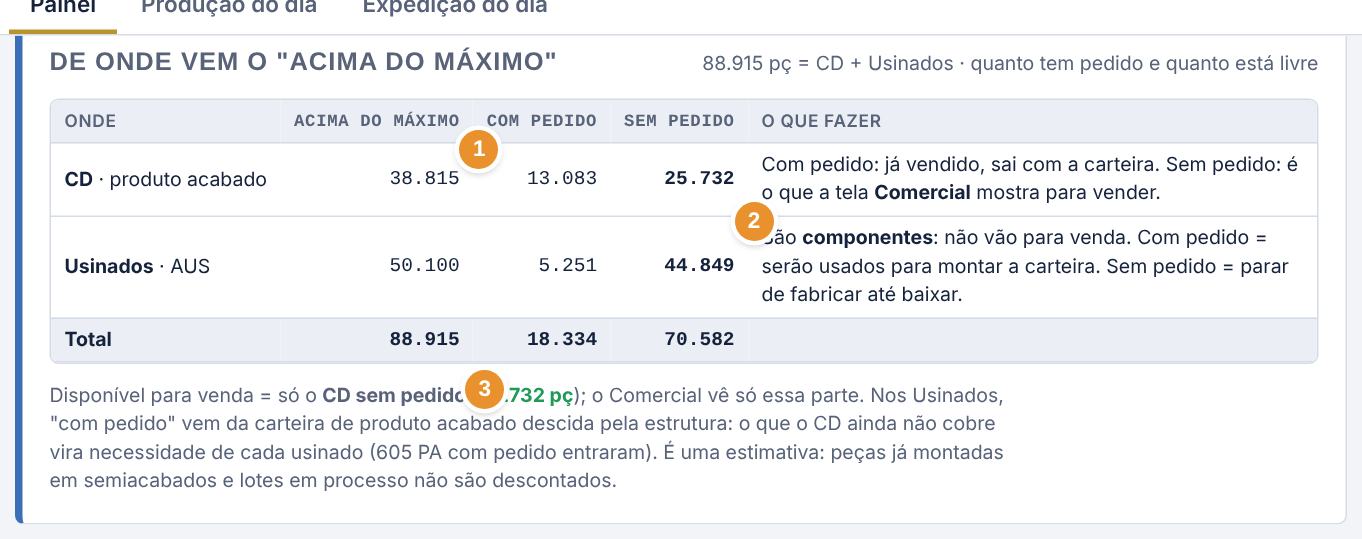 Painel Produção do dia Expedição do dia
DE ONDE VEM O "ACIMA DO MÁXIMO"
88.915 pç = CD + Usinados · quanto tem pedido e quanto está livre
ONDE ACIMA DO MÁXIMO COM PEDIDO SEM PEDIDO O QUE FAZER
1
CD · produto acabado 38.815 13.083 25.732
Com pedido: já vendido, sai com a carteira. Sem pedido: é
o que a tela Comercial mostra para vender.
2
Usinados · AUS 50.100 5.251 44.849
São componentes: não vão para venda. Com pedido =
serão usados para montar a carteira. Sem pedido = parar
de fabricar até baixar.
Total 88.915 18.334 70.582
3
Disponível para venda = só o CD sem pedido .732 pç); o Comercial vê só essa parte. Nos Usinados,
"com pedido" vem da carteira de produto acabado descida pela estrutura: o que o CD ainda não cobre
vira necessidade de cada usinado (605 PA com pedido entraram). É uma estimativa: peças já montadas
em semiacabados e lotes em processo não são descontados.